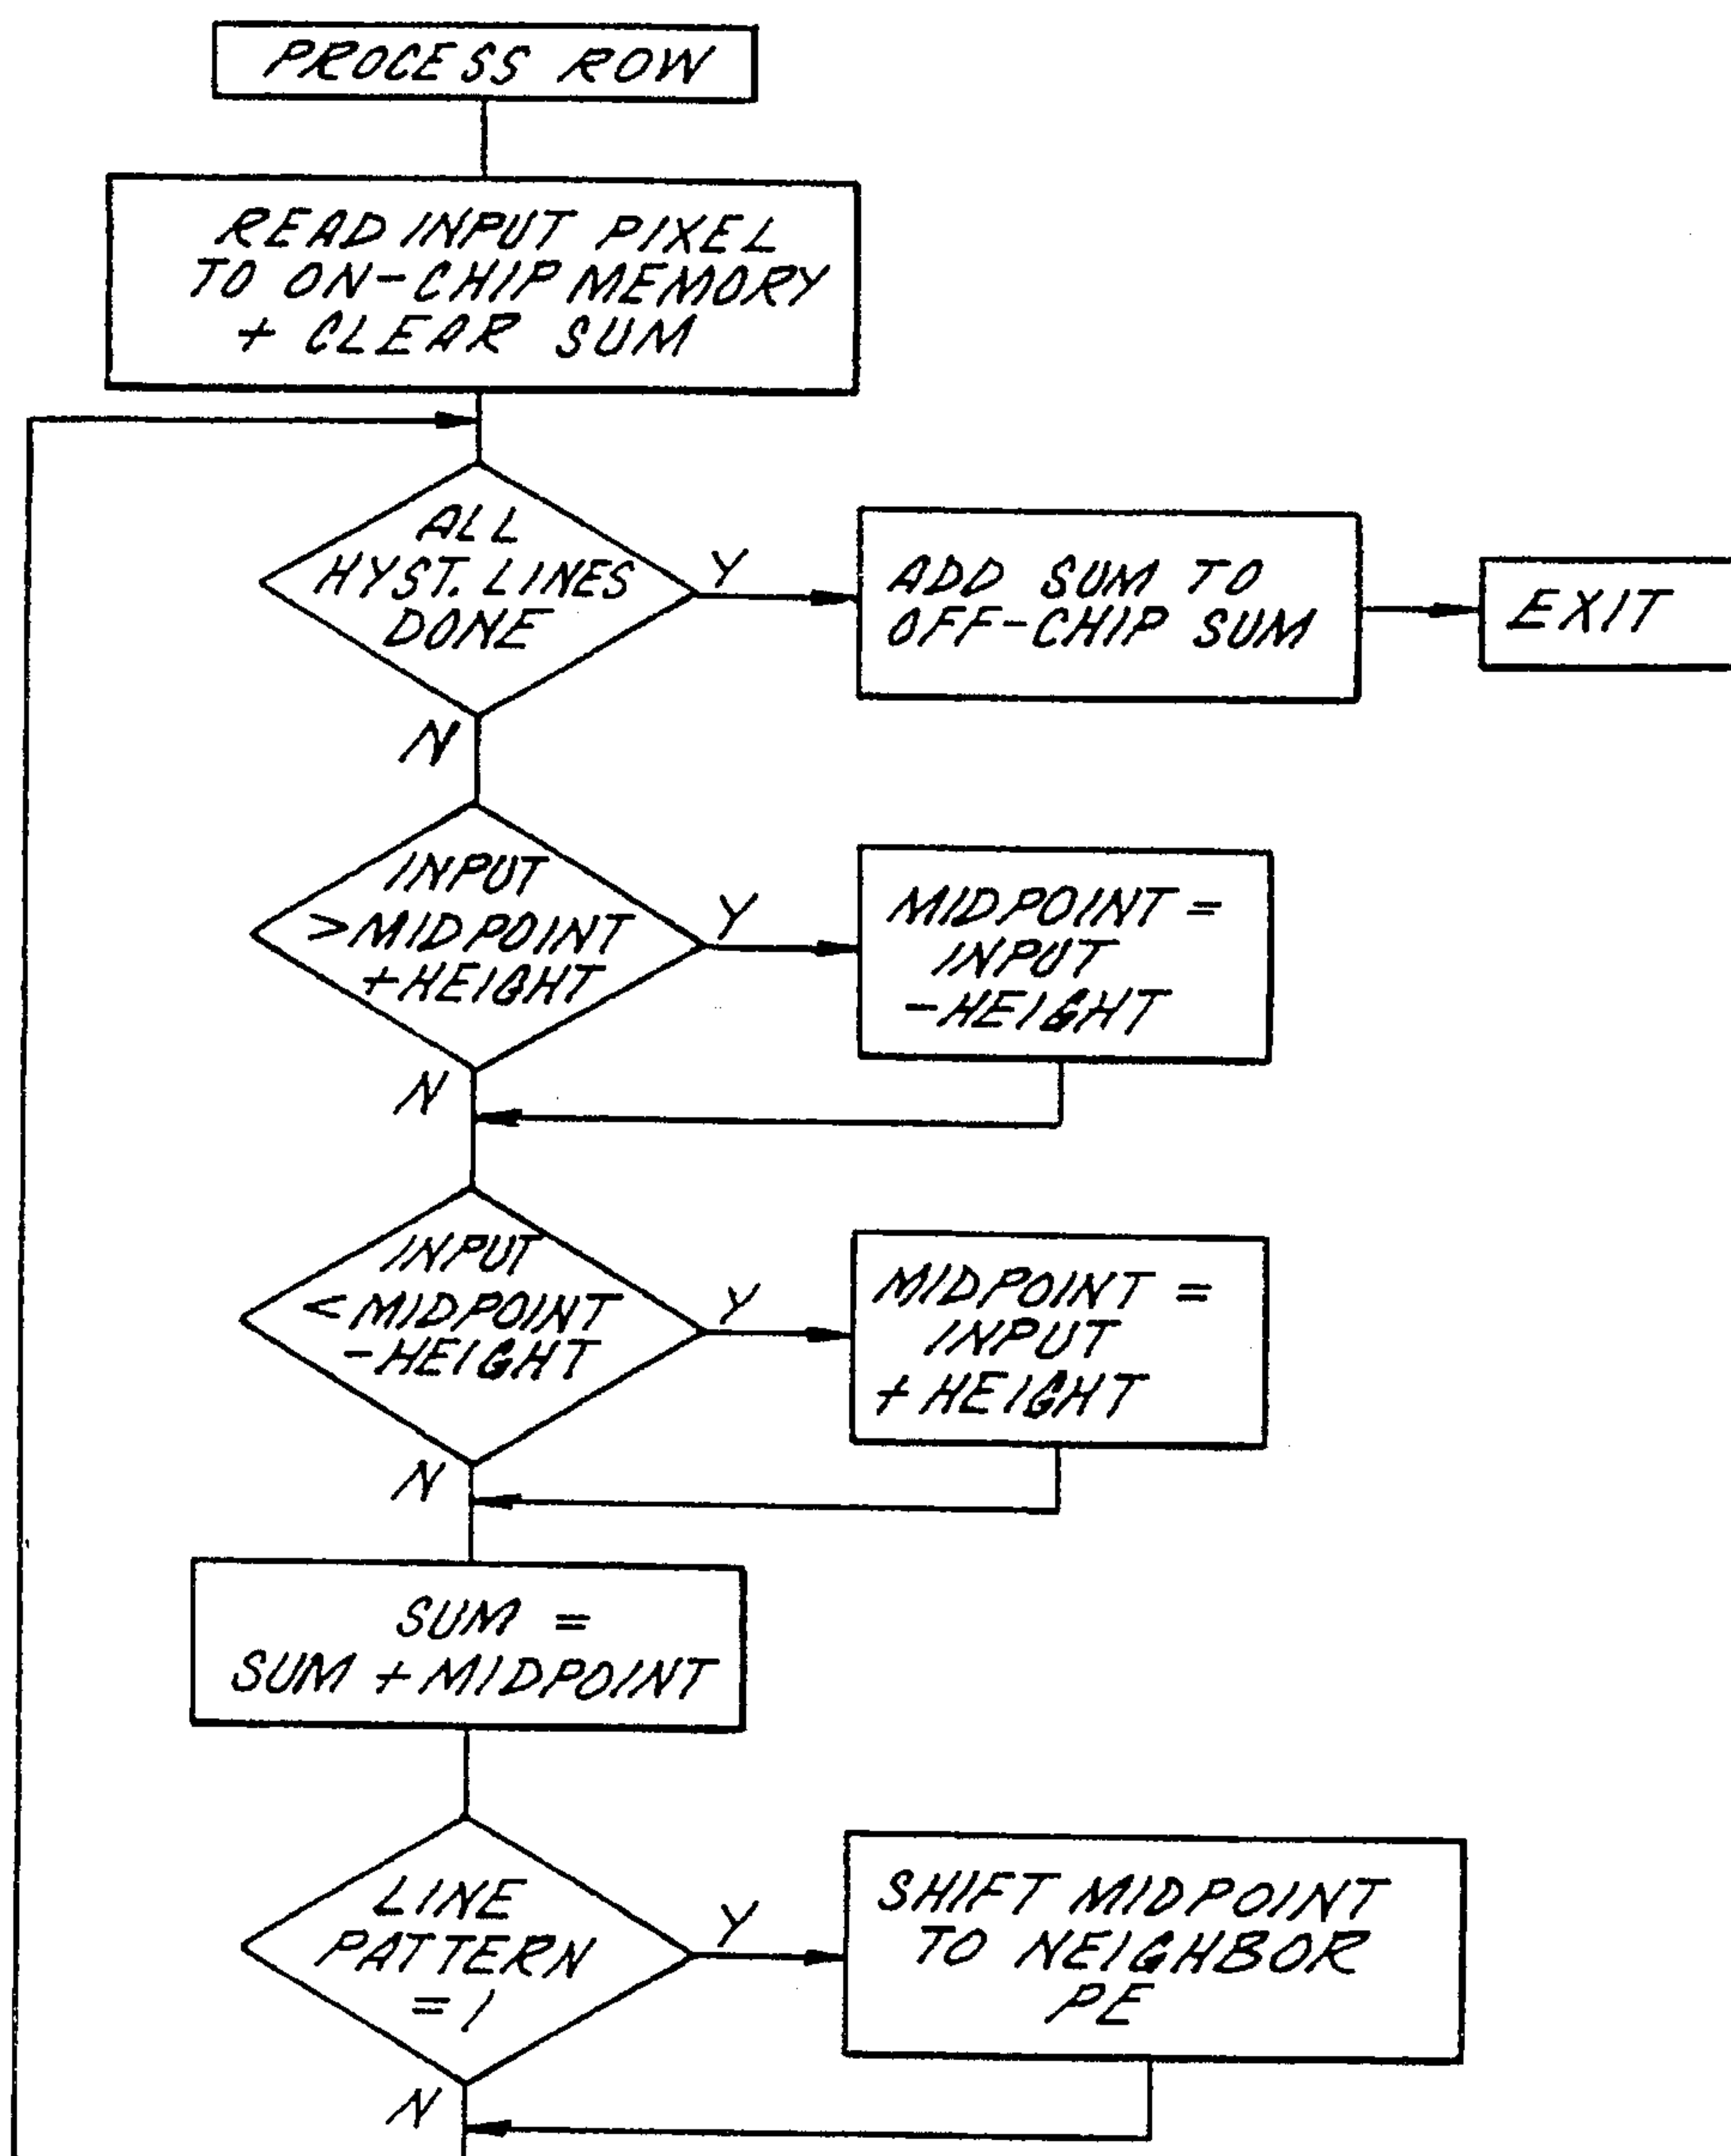 PROCESS ROW
READ INPUT PIXEL
TO ON-CHIP MEMORY
+ CLEAR SUM
ALL
HYST. LINES
DONE
Y
ADD SUM TO
OFF-CHIP SUM
EXIT
N
INPUT
> MIDPOINT
+ HEIGHT
Y
MIDPOINT =
INPUT
- HEIGHT
N
INPUT
< MIDPOINT
- HEIGHT
Y
MIDPOINT =
INPUT
+ HEIGHT
N
SUM =
SUM + MIDPOINT
LINE
PATTERN
= 1
Y
SHIFT MIDPOINT
TO NEIGHBOR
PE
N